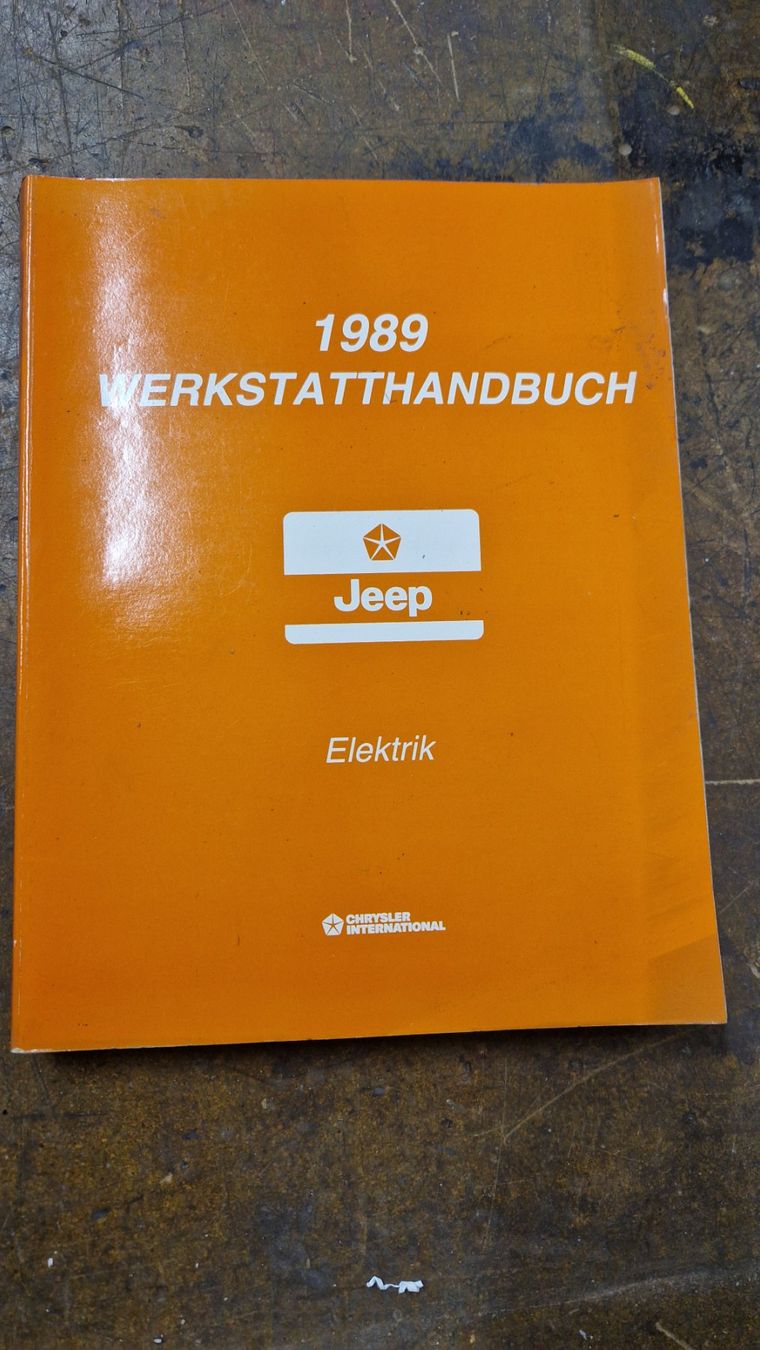 1989
WERKSTATTHANDBUCH
Jeep
Elektrik
CHRYSLER
INTERNATIONAL